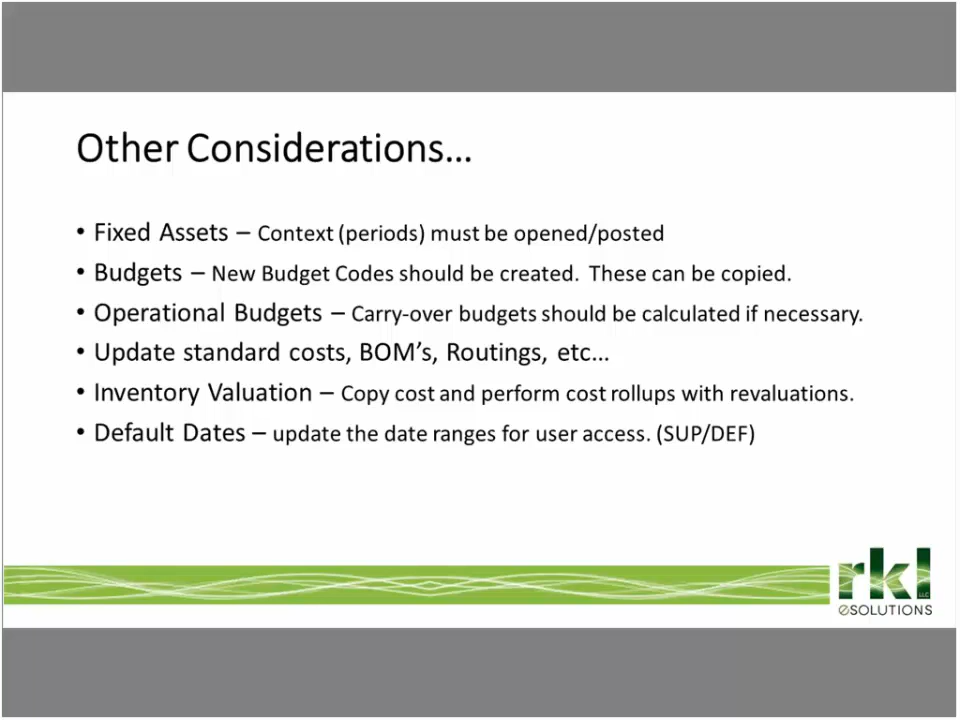 Other Considerations…
• Fixed Assets – Context (periods) must be opened/posted
• Budgets – New Budget Codes should be created.  These can be copied.
• Operational Budgets – Carry-over budgets should be calculated if necessary.
• Update standard costs, BOM’s, Routings, etc…
• Inventory Valuation – Copy cost and perform cost rollups with revaluations.
• Default Dates – update the date ranges for user access. (SUP/DEF)
rkl LLC
eSOLUTIONS